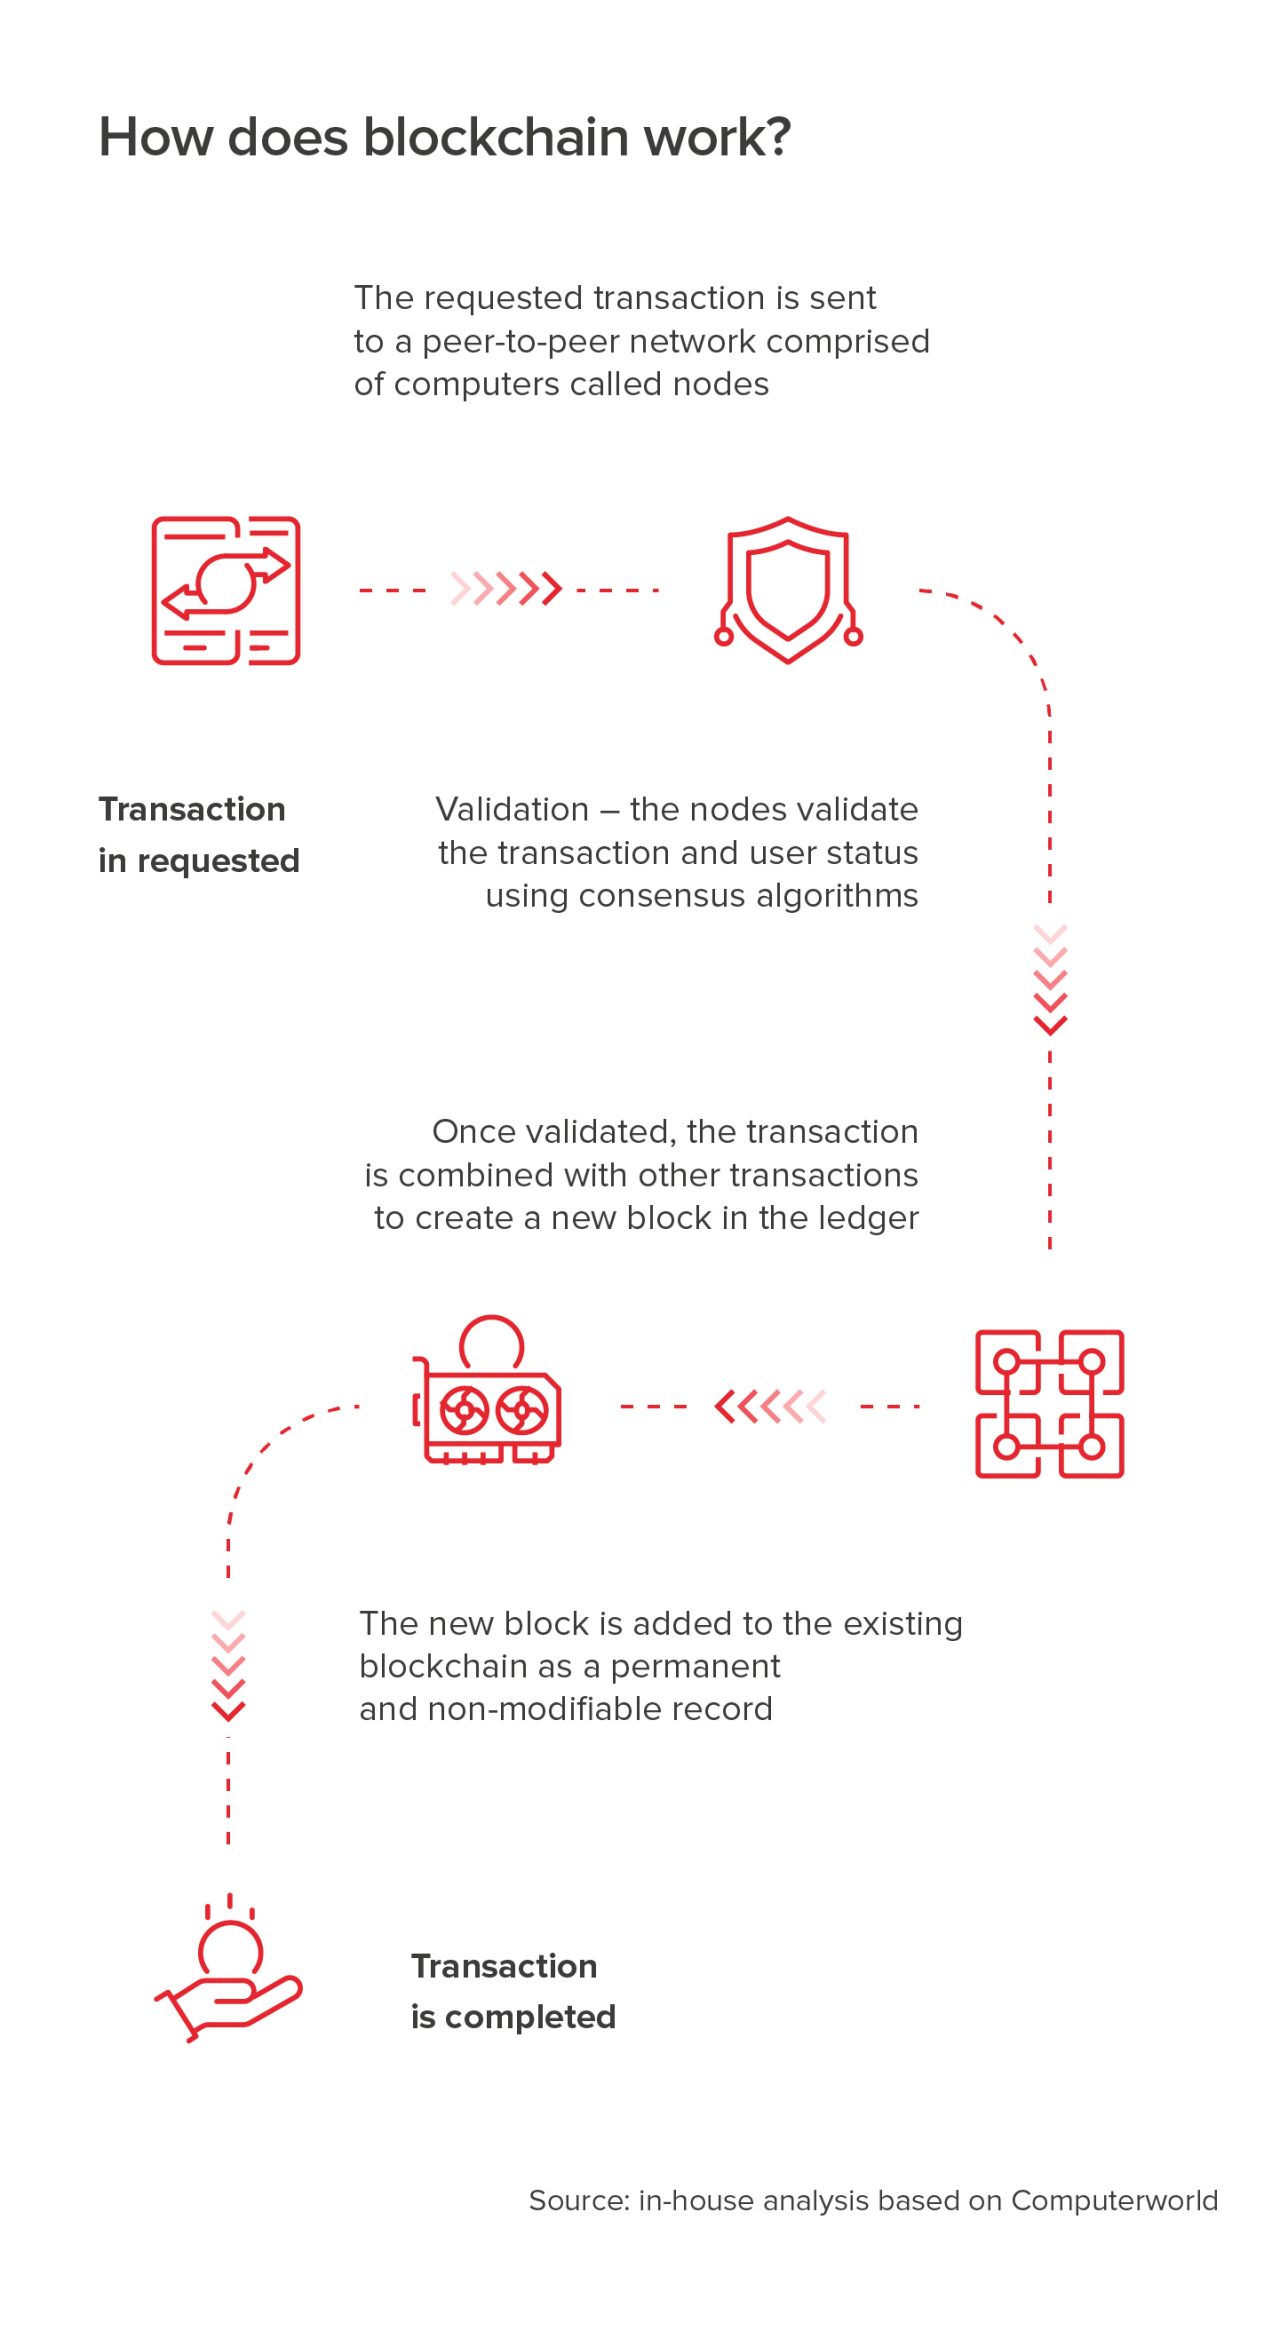 How does blockchain work?
The requested transaction is sent
to a peer-to-peer network comprised
of computers called nodes
Transaction
in requested
Validation – the nodes validate
the transaction and user status
using consensus algorithms
Once validated, the transaction
is combined with other transactions
to create a new block in the ledger
The new block is added to the existing
blockchain as a permanent
and non-modifiable record
Transaction
is completed
Source: in-house analysis based on Computerworld